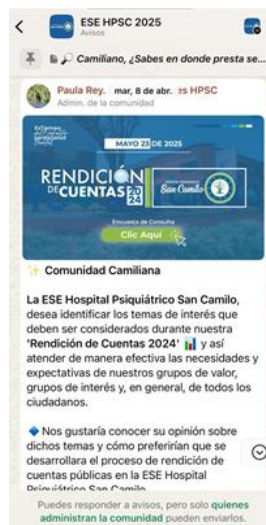 ESE HPSC 2025
Avisos
Camiliano, ¿Sabes en donde presta se...
Paula Rey. mar, 8 de abr. ɜs HPSC
Admin. de la comunidad
MAYO 23 DE 2025
RENDICIÓN
DE CUENTAS 2024
San Camilo
Encuesta de Consulta
Clic Aquí
Comunidad Camiliana
La ESE Hospital Psiquiátrico San Camilo,
desea identificar los temas de interés que
deben ser considerados durante nuestra
'Rendición de Cuentas 2024' y así
atender de manera efectiva las necesidades y
expectativas de nuestros grupos de valor,
grupos de interés y, en general, de todos los
ciudadanos.
Nos gustaría conocer su opinión sobre
dichos temas y cómo preferirían que se
desarrollara el proceso de rendición de
cuentas públicas en la ESE Hospital
Psiquiátrico San Camilo
Puedes responder a avisos, pero solo quienes
administran la comunidad pueden enviarlos.